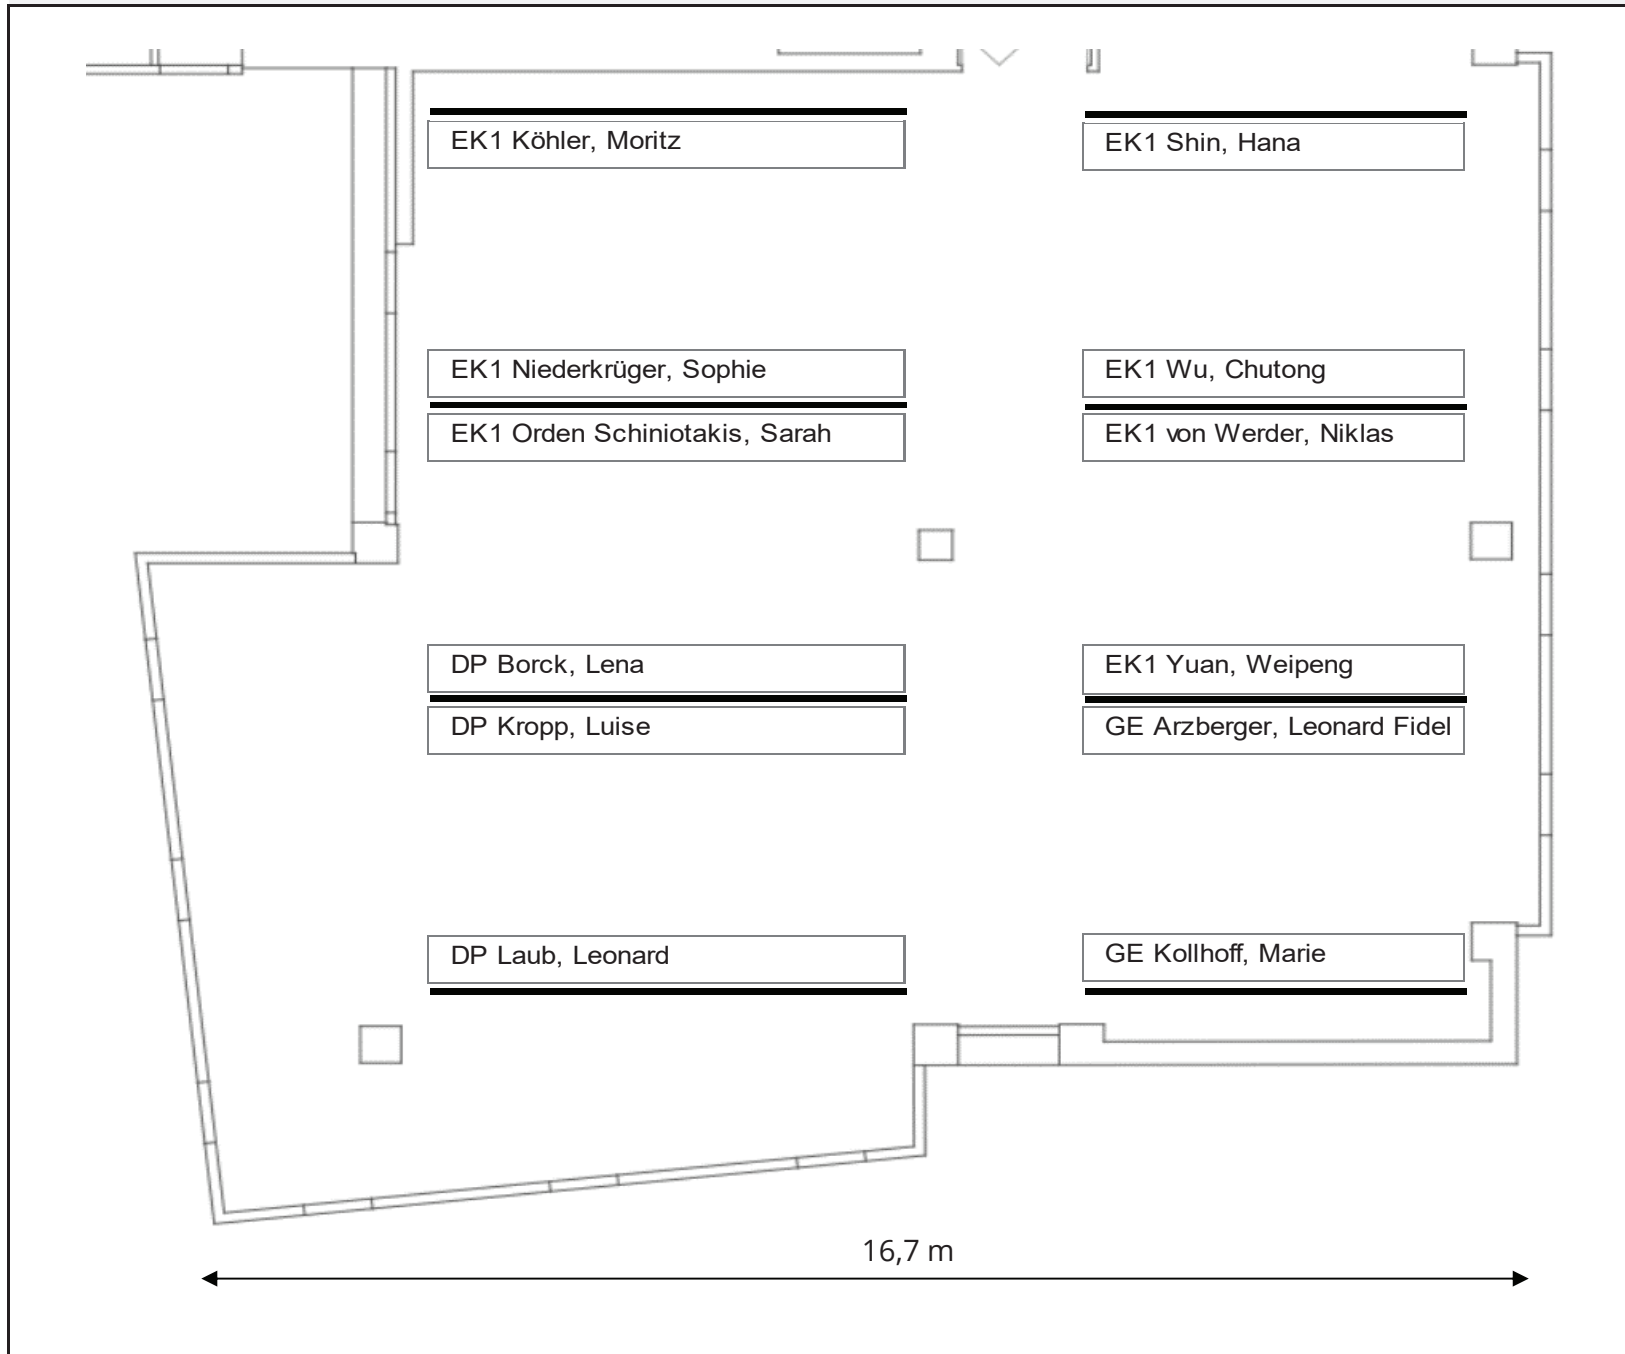 EK1 Köhler, Moritz
EK1 Shin, Hana
EK1 Niederkrüger, Sophie
EK1 Wu, Chutong
EK1 Orden Schiniotakis, Sarah
EK1 von Werder, Niklas
DP Borck, Lena
EK1 Yuan, Weipeng
DP Kropp, Luise
GE Arzberger, Leonard Fidel
DP Laub, Leonard
GE Kollhoff, Marie
16,7 m